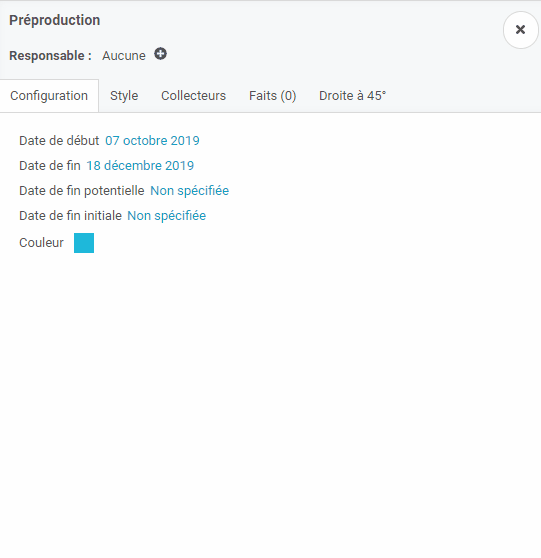 Préproduction
Responsable : Aucune
Configuration Style Collecteurs Faits (0) Droite à 45°
Date de début 07 octobre 2019
Date de fin 18 décembre 2019
Date de fin potentielle Non spécifiée
Date de fin initiale Non spécifiée
Couleur